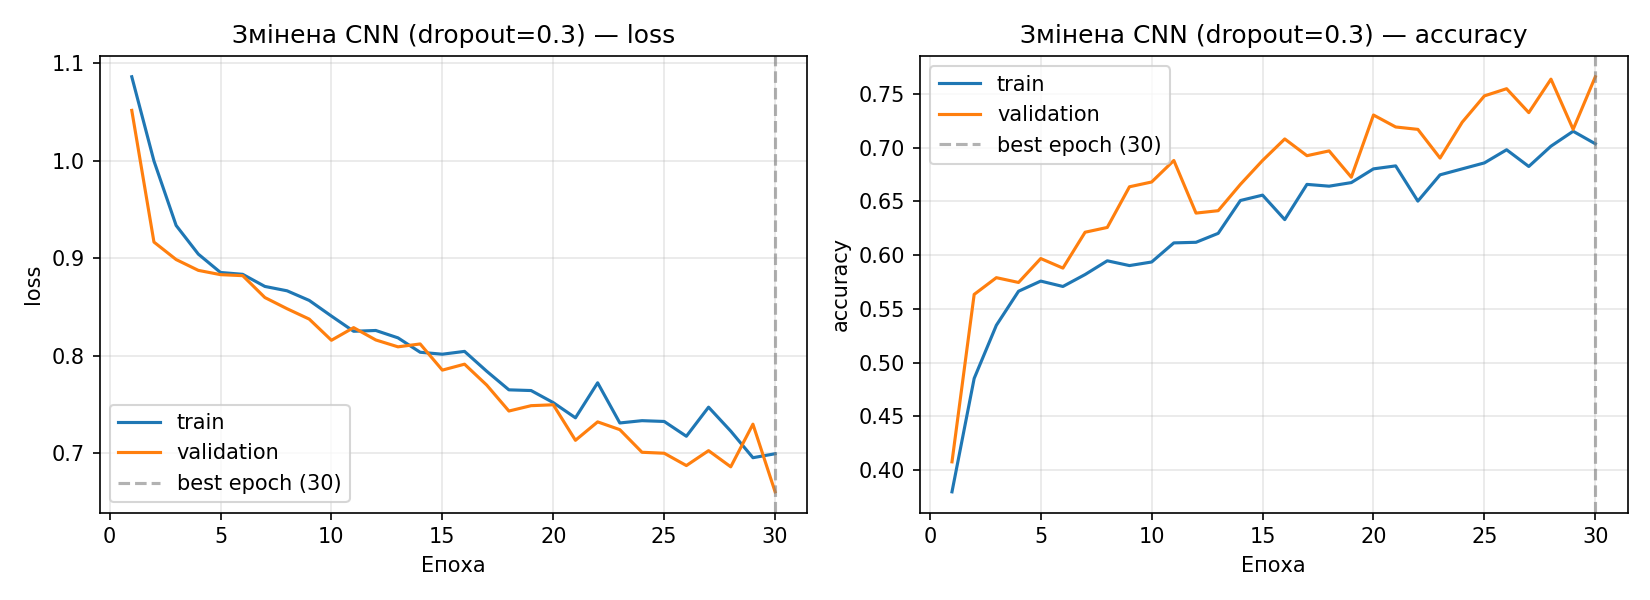 Змінена CNN (dropout=0.3) — loss
1.1
1.0
0.9
0.8
0.7
loss
train
validation
best epoch (30)
0 5 10 15 20 25 30
Епоха
Змінена CNN (dropout=0.3) — accuracy
0.75
0.70
0.65
0.60
0.55
0.50
0.45
0.40
accuracy
train
validation
best epoch (30)
0 5 10 15 20 25 30
Епоха